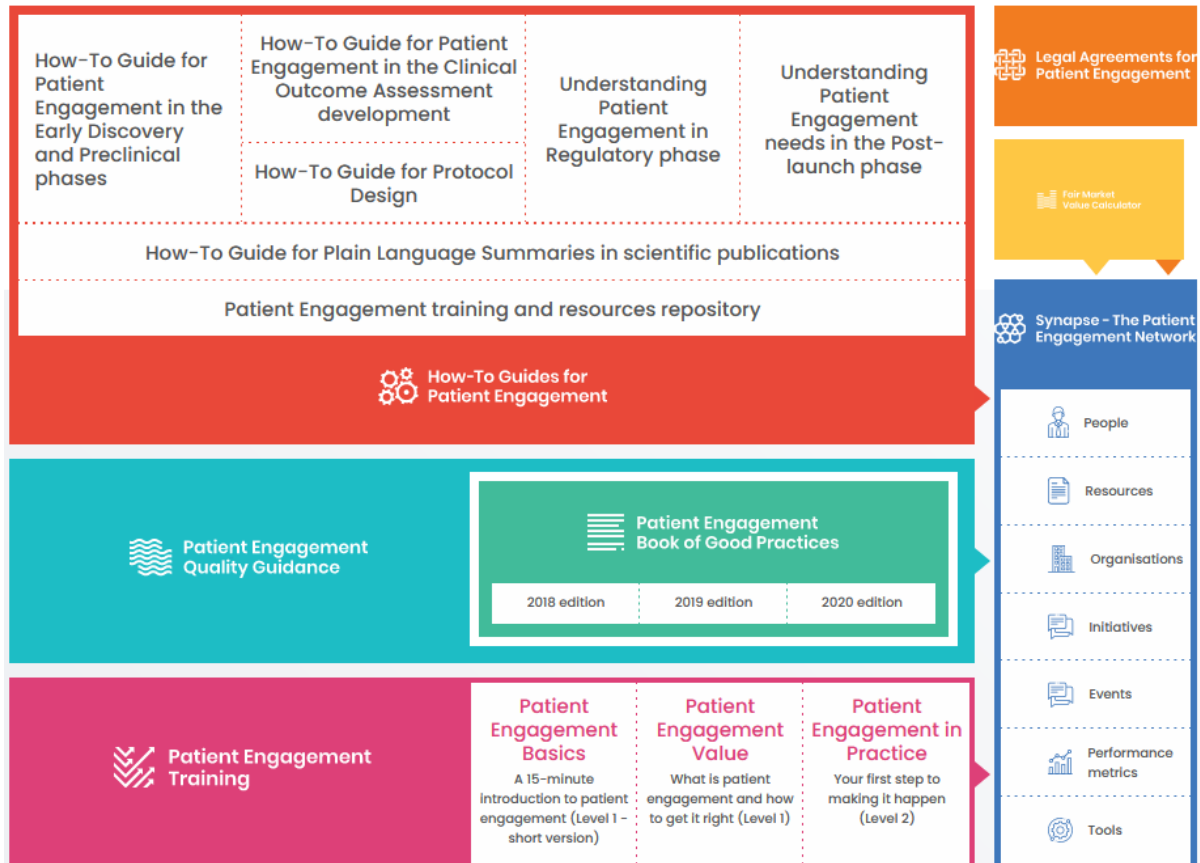 How-To Guide for
Patient
Engagement in the
Early Discovery
and Preclinical
phases
How-To Guide for Patient
Engagement in the Clinical
Outcome Assessment
development
How-To Guide for Protocol
Design
Understanding
Patient
Engagement in
Regulatory phase
Understanding
Patient
Engagement
needs in the Post-
launch phase
How-To Guide for Plain Language Summaries in scientific publications
Patient Engagement training and resources repository
How-To Guides for
Patient Engagement
Patient Engagement
Quality Guidance
Patient Engagement
Book of Good Practices
2018 edition
2019 edition
2020 edition
Patient Engagement
Training
Patient
Engagement
Basics
A 15-minute
introduction to patient
engagement (Level 1 -
short version)
Patient
Engagement
Value
What is patient
engagement and how
to get it right (Level 1)
Patient
Engagement in
Practice
Your first step to
making it happen
(Level 2)
Legal Agreements for
Patient Engagement
Fair Market
Value Calculator
Synapse - The Patient
Engagement Network
People
Resources
Organisations
Initiatives
Events
Performance
metrics
Tools